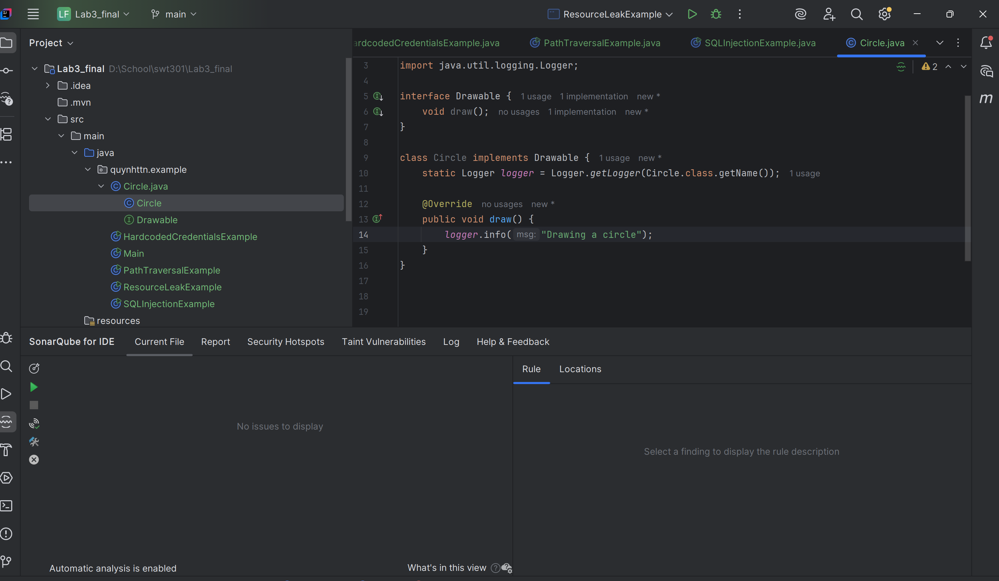 LF Lab3_final main ResourceLeakExample
Project
Lab3_final D:\School\swt301\Lab3_final
.idea
.mvn
src
main
java
quynhttn.example
Circle.java
Circle
Drawable
HardcodedCredentialsExample
Main
PathTraversalExample
ResourceLeakExample
SQLInjectionExample
resources
ardcodedCredentialsExample.java PathTraversalExample.java SQLInjectionExample.java Circle.java
2
3 import java.util.logging.Logger;
4
5 interface Drawable { 1 usage 1 implementation new *
6 void draw(); no usages 1 implementation new *
7 }
8
9 class Circle implements Drawable { 1 usage new *
10 static Logger logger = Logger.getLogger(Circle.class.getName()); 1 usage
11
12 @Override no usages new *
13 public void draw() {
14 logger.info( msg: "Drawing a circle");
15 }
16 }
17
18
19
SonarQube for IDE Current File Report Security Hotspots Taint Vulnerabilities Log Help & Feedback
No issues to display
Automatic analysis is enabled What's in this view
Rule Locations
Select a finding to display the rule description